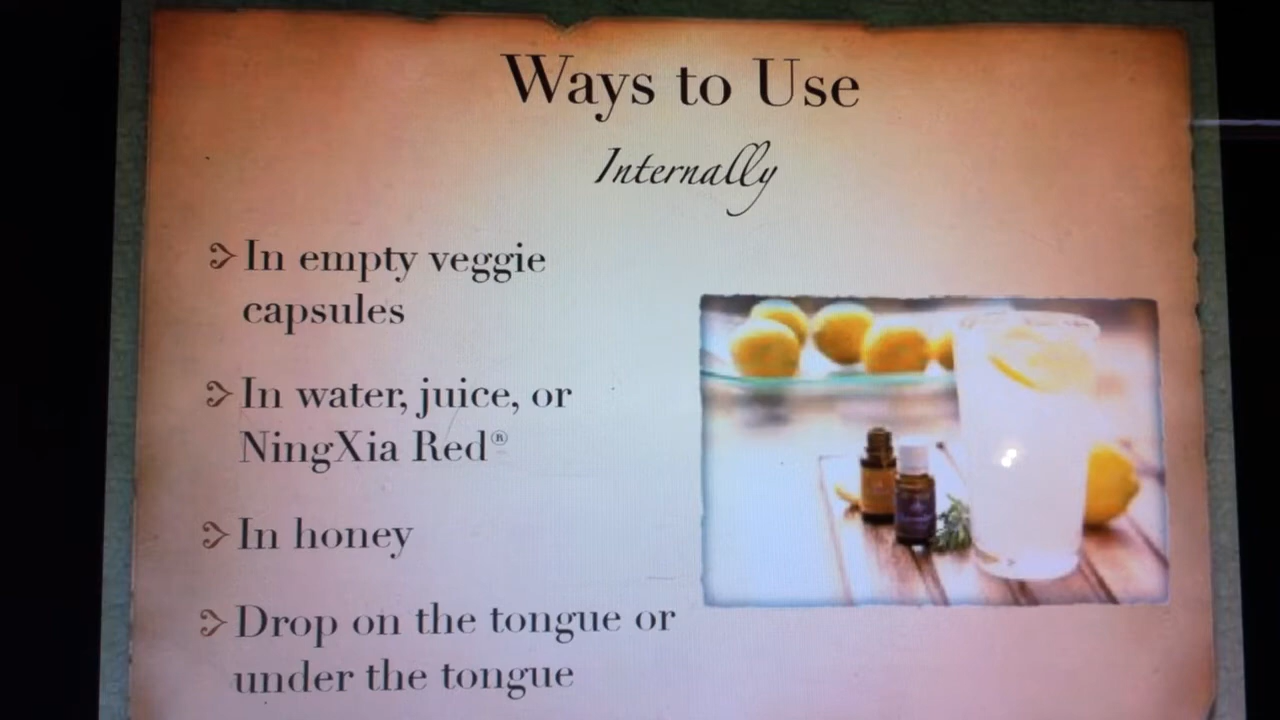 Ways to Use
Internally
In empty veggie
capsules
In water, juice, or
NingXia Red®
In honey
Drop on the tongue or
under the tongue